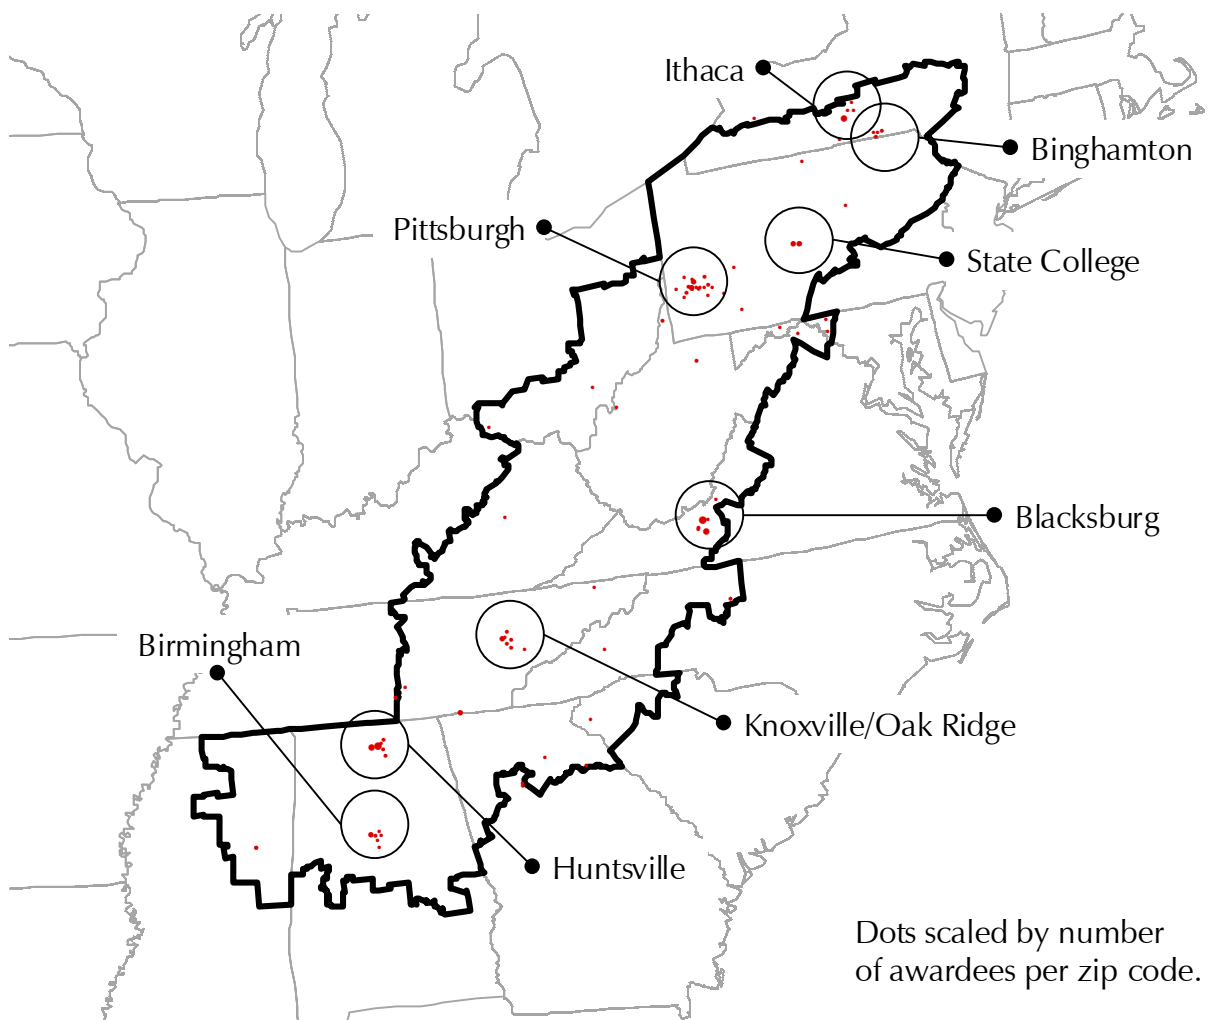 Ithaca
Binghamton
Pittsburgh
State College
Blacksburg
Birmingham
Knoxville/Oak Ridge
Huntsville
Dots scaled by number
of awardees per zip code.